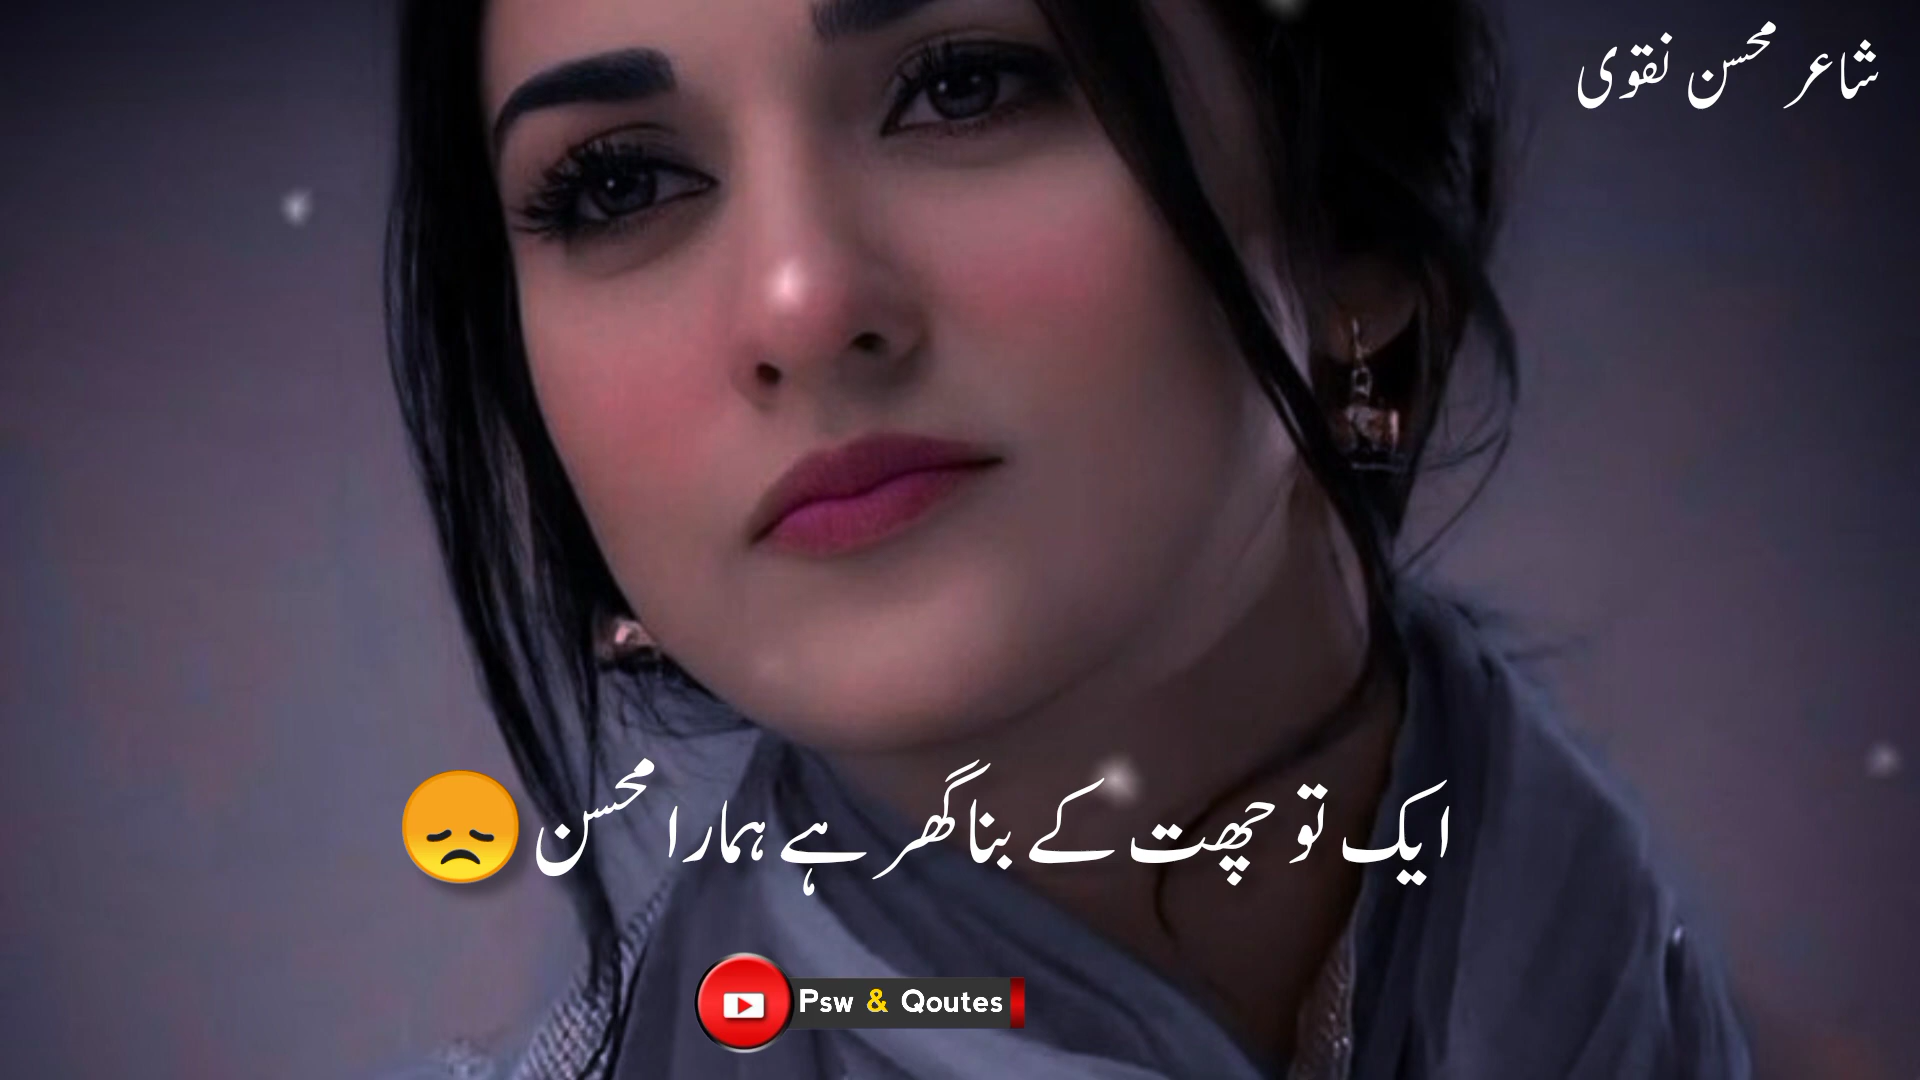 شاعر محسن نقوی
ایک تو چھت کے بنا گھر ہے ہمارا محسن 😞
Psw & Qoutes